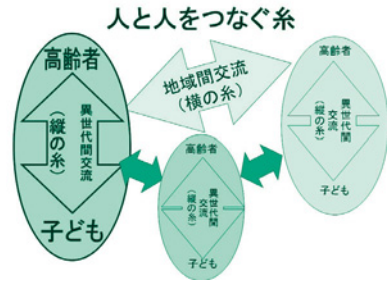 人と人をつなぐ糸
高齢者
異世代間交流
(縦の糸)
子ども
地域間交流
(横の糸)
高齢者
異世代間
交流
(縦の糸)
子ども
高齢者
異世代間
交流
(縦の糸)
子ども